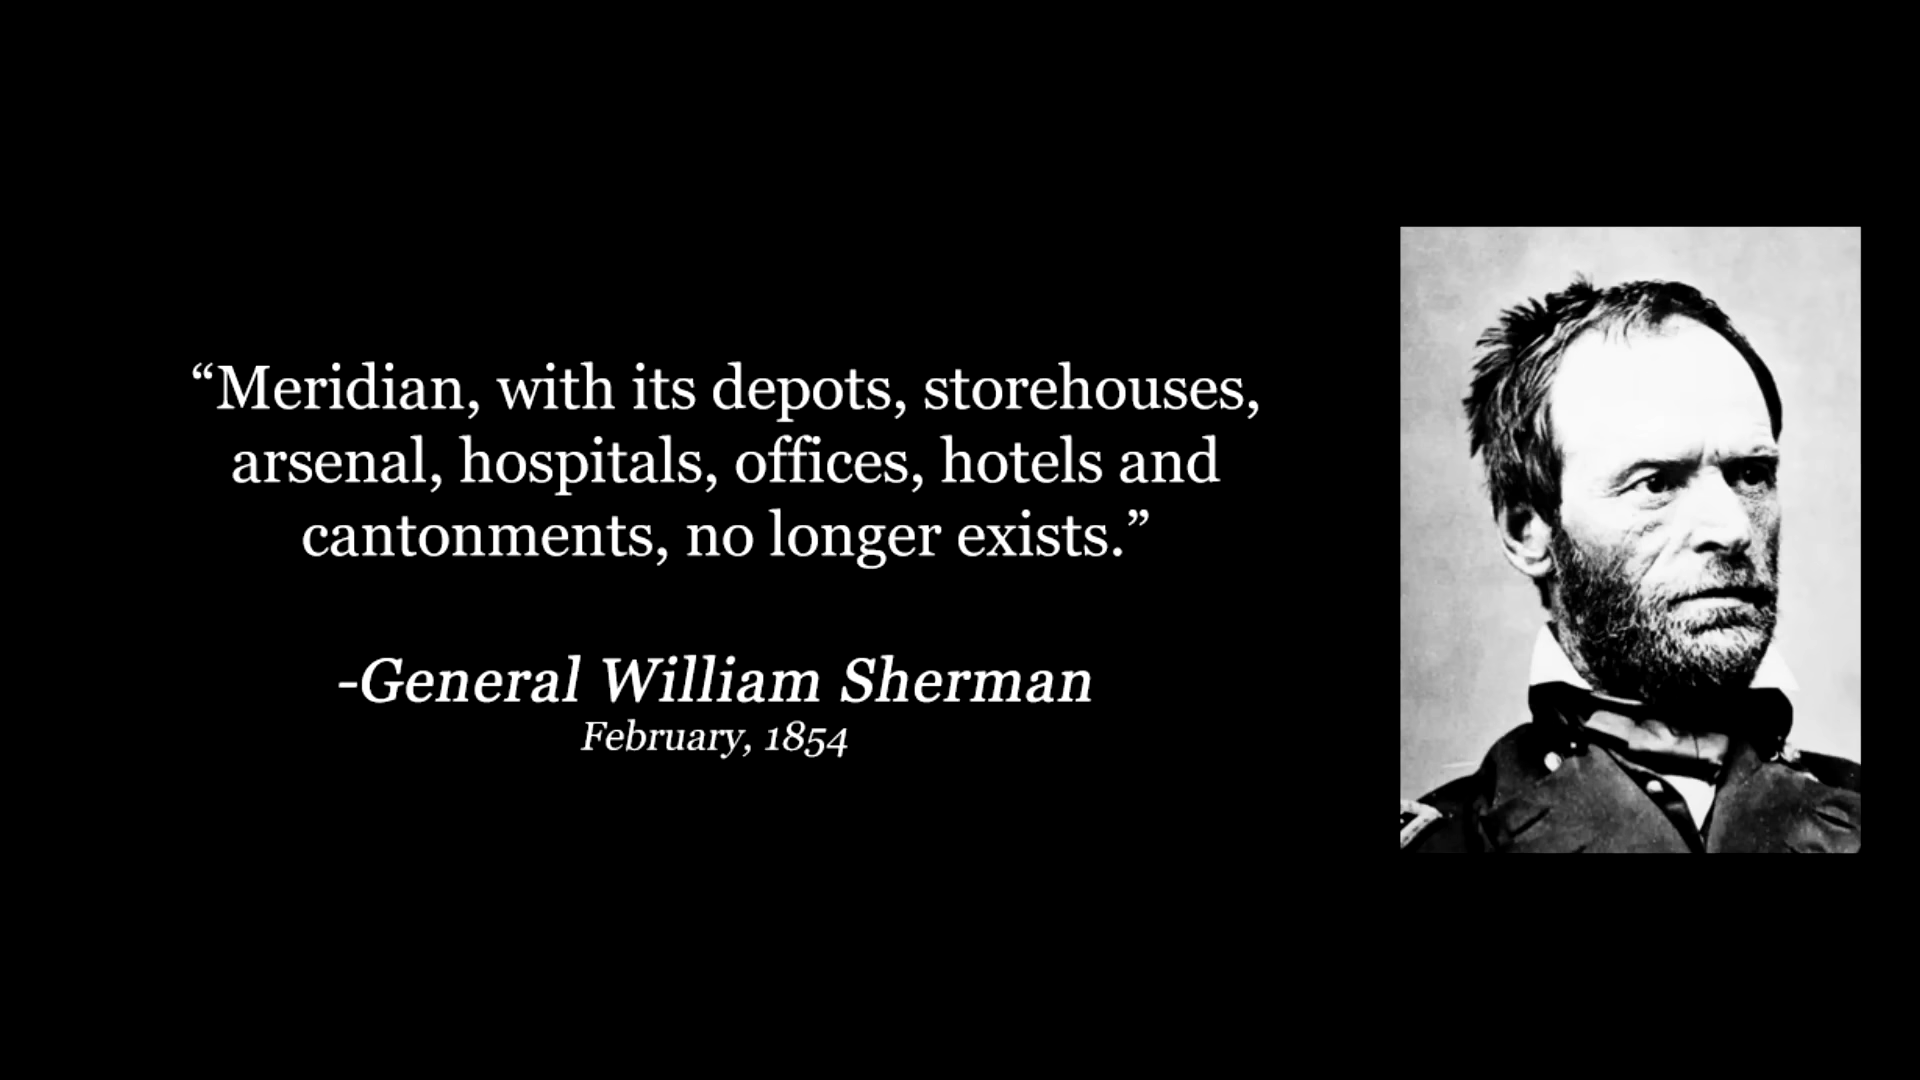 “Meridian, with its depots, storehouses,
arsenal, hospitals, offices, hotels and
cantonments, no longer exists.”
-General William Sherman
February, 1854